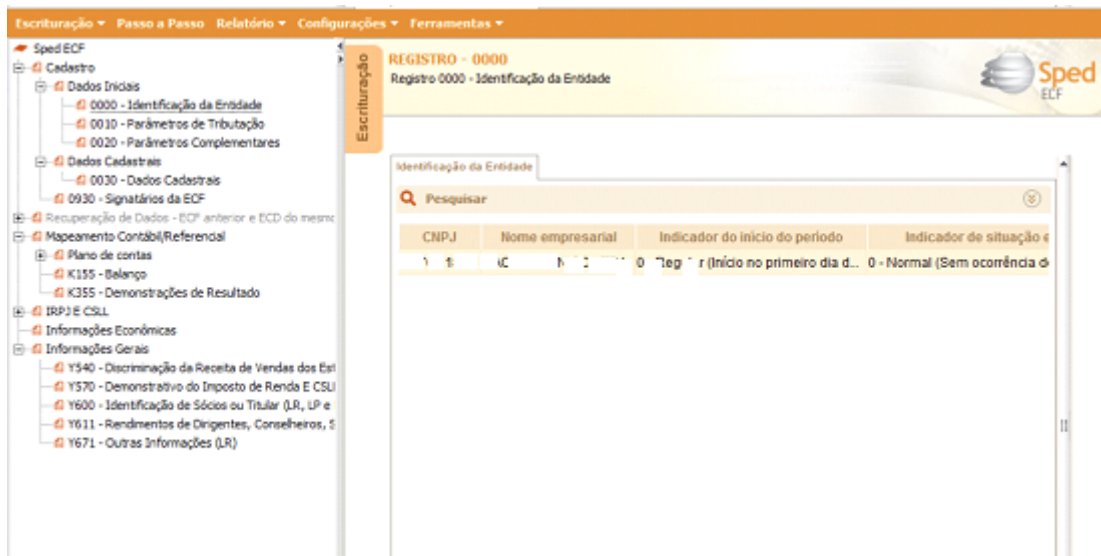 Escrituração Passo a Passo Relatório Configurações Ferramentas
Sped ECF
Cadastro
Dados Iniciais
0000 - Identificação da Entidade
0010 - Parâmetros de Tributação
0020 - Parâmetros Complementares
Dados Cadastrais
0030 - Dados Cadastrais
0930 - Signatários da ECF
Recuperação de Dados - ECF anterior e ECD do mesmo
Mapeamento Contábil/Referencial
Plano de contas
K155 - Balanço
K355 - Demonstrações de Resultado
IRPJ E CSLL
Informações Econômicas
Informações Gerais
Y540 - Discriminação da Receita de Vendas dos Est
Y570 - Demonstrativo do Imposto de Renda E CSLL
Y600 - Identificação de Sócios ou Titular (LR, LP e
Y611 - Rendimentos de Dirigentes, Conselheiros, S
Y671 - Outras Informações (LR)
Escrituração
REGISTRO - 0000
Registro 0000 - Identificação da Entidade
Sped
ECF
Identificação da Entidade
Pesquisar
CNPJ Nome empresarial Indicador do início do período Indicador de situação e
0 - (Início no primeiro dia d... 0 - Normal (Sem ocorrência de